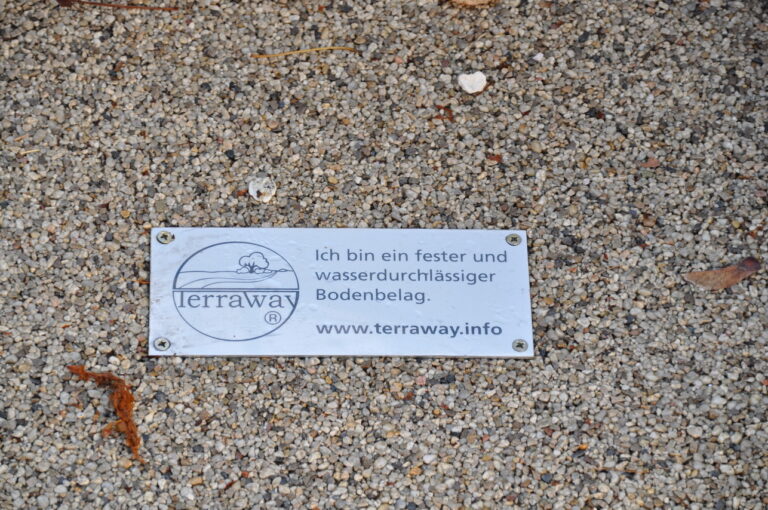 TerraWay
®
Ich bin ein fester und
wasserdurchlässiger
Bodenbelag.
www.terraway.info